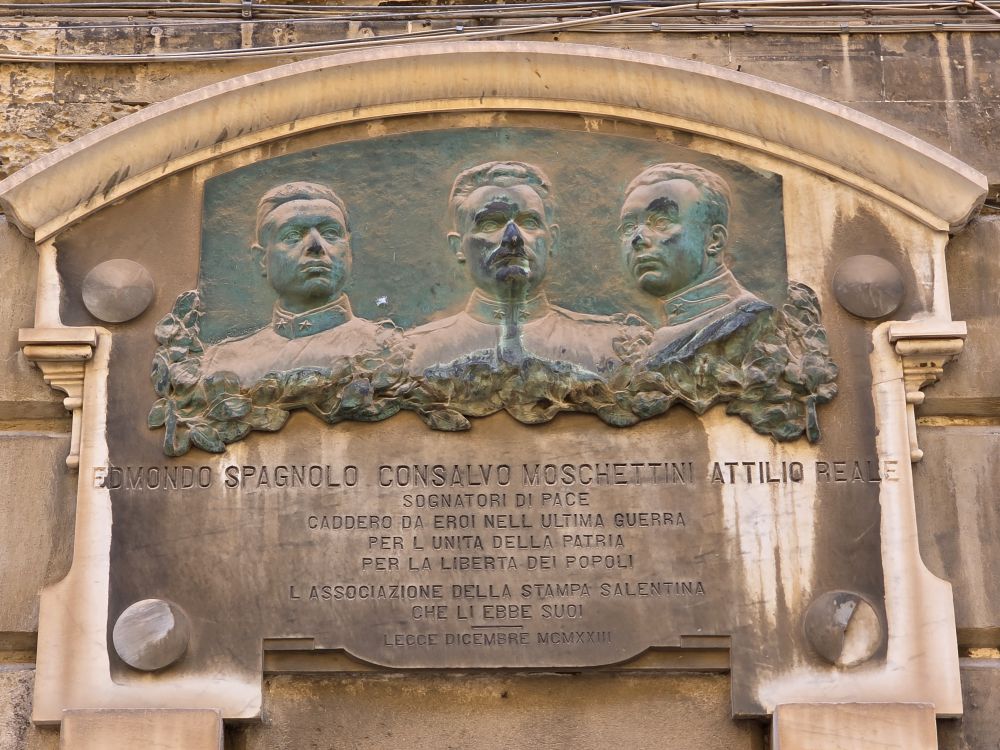 EDMONDO SPAGNOLO CONSALVO MOSCHETTINI ATTILIO REALE
SOGNATORI DI PACE
CADDERO DA EROI NELL ULTIMA GUERRA
PER L UNITA DELLA PATRIA
PER LA LIBERTA DEI POPOLI
L ASSOCIAZIONE DELLA STAMPA SALENTINA
CHE LI EBBE SUOI
LECCE DICEMBRE MCMXXIII